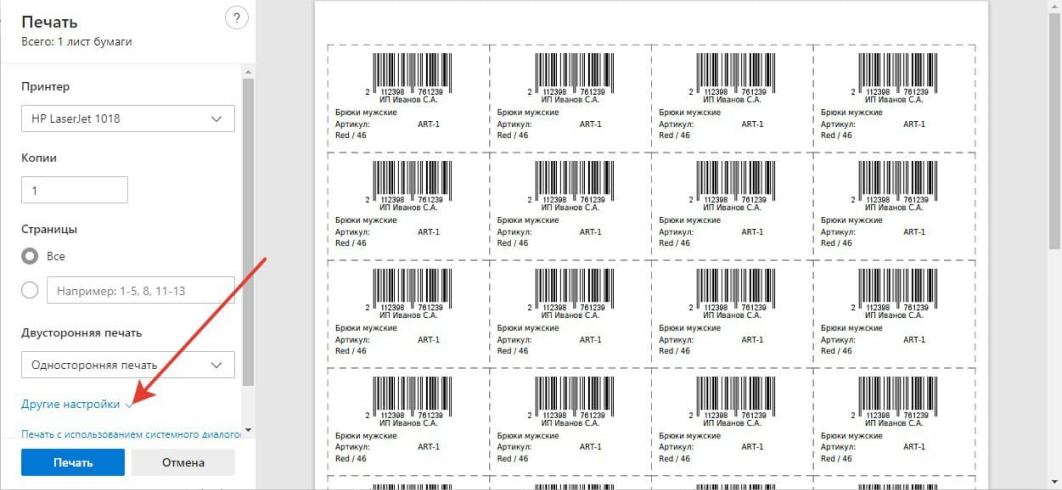 Печать
?
Всего: 1 лист бумаги
Принтер
HP LaserJet 1018
Копии
1
Страницы
Все
Например: 1-5, 8, 11-13
Двусторонняя печать
Односторонняя печать
Другие настройки
Печать с использованием системного диалогового
Печать Отмена
2 112398 761239 2 112398 761239 2 112398 761239 2 112398 761239
ИП Иванов С.А. ИП Иванов С.А. ИП Иванов С.А. ИП Иванов С.А.
Брюки мужские Брюки мужские Брюки мужские Брюки мужские
Артикул: ART-1 Артикул: ART-1 Артикул: ART-1 Артикул: ART-1
Red / 46 Red / 46 Red / 46 Red / 46
2 112398 761239 2 112398 761239 2 112398 761239 2 112398 761239
ИП Иванов С.А. ИП Иванов С.А. ИП Иванов С.А. ИП Иванов С.А.
Брюки мужские Брюки мужские Брюки мужские Брюки мужские
Артикул: ART-1 Артикул: ART-1 Артикул: ART-1 Артикул: ART-1
Red / 46 Red / 46 Red / 46 Red / 46
2 112398 761239 2 112398 761239 2 112398 761239 2 112398 761239
ИП Иванов С.А. ИП Иванов С.А. ИП Иванов С.А. ИП Иванов С.А.
Брюки мужские Брюки мужские Брюки мужские Брюки мужские
Артикул: ART-1 Артикул: ART-1 Артикул: ART-1 Артикул: ART-1
Red / 46 Red / 46 Red / 46 Red / 46
2 112398 761239 2 112398 761239 2 112398 761239 2 112398 761239
ИП Иванов С.А. ИП Иванов С.А. ИП Иванов С.А. ИП Иванов С.А.
Брюки мужские Брюки мужские Брюки мужские Брюки мужские
Артикул: ART-1 Артикул: ART-1 Артикул: ART-1 Артикул: ART-1
Red / 46 Red / 46 Red / 46 Red / 46